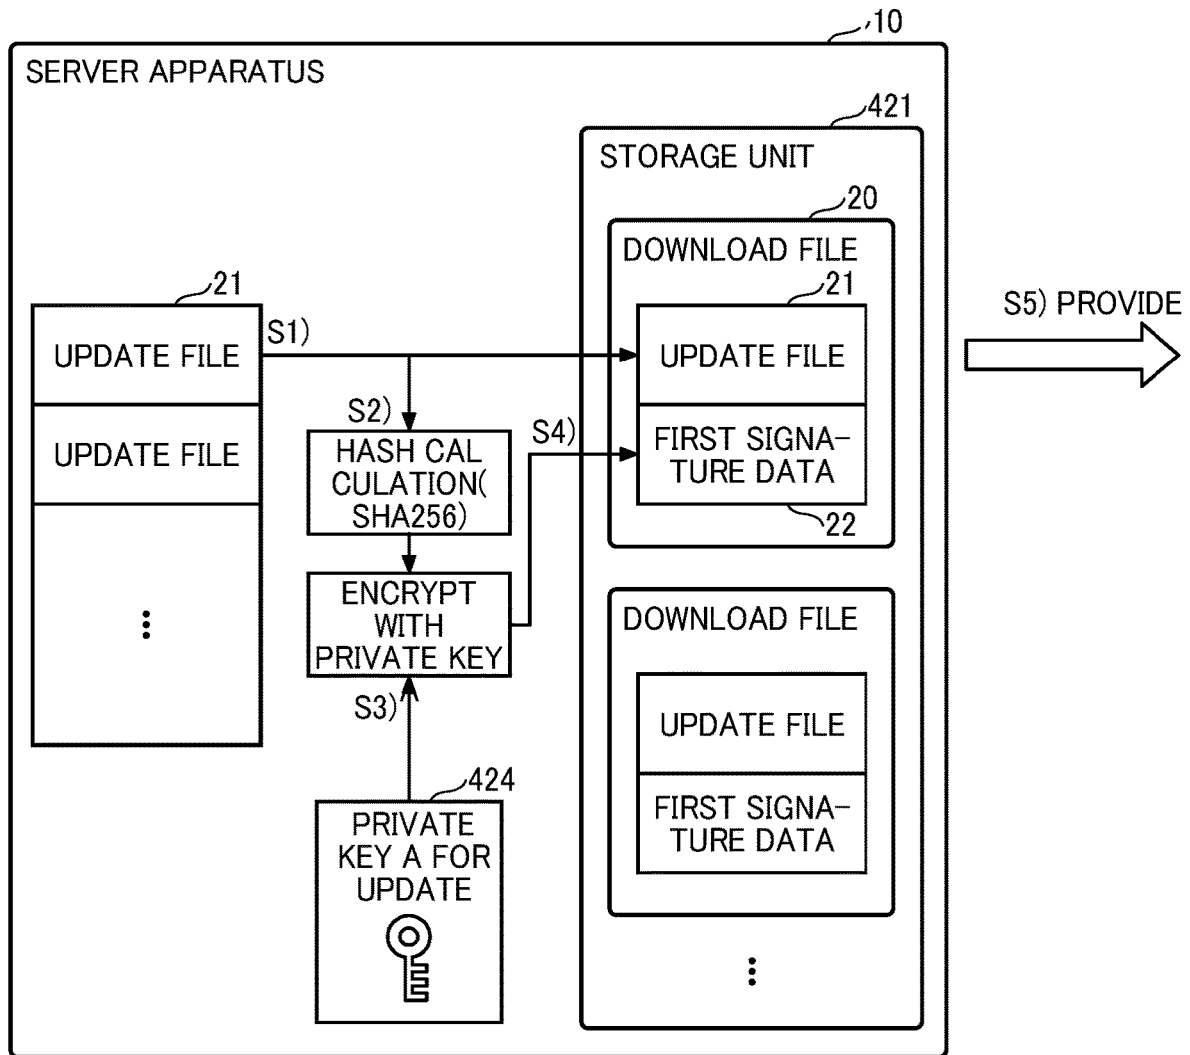 10
SERVER APPARATUS
421
STORAGE UNIT
20
DOWNLOAD FILE
21
UPDATE FILE
UPDATE FILE
⋮
S1)
S2)
HASH CAL
CULATION(
SHA256)
ENCRYPT
WITH
PRIVATE KEY
S3)
424
PRIVATE
KEY A FOR
UPDATE
S4)
21
UPDATE FILE
FIRST SIGNA-
TURE DATA
22
DOWNLOAD FILE
UPDATE FILE
FIRST SIGNA-
TURE DATA
⋮
S5) PROVIDE